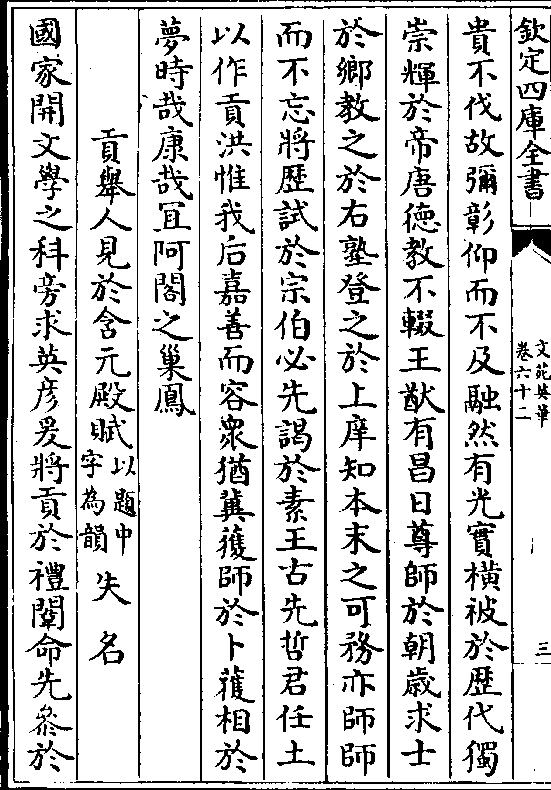 欽定四庫全書
文苑英華
卷六十二
三
貴不伐故彌彰仰而不及融然有光實橫被於歷代獨
崇輝於帝唐德教不輟王猷有昌日尊師於朝歲求士
於鄉教之於右塾登之於上庠知本末之可務亦師師
而不忘將歷試於宗伯必先謁於素王古先哲君任土
以作貢洪惟我后嘉善而容衆猶冀獲師於卜獲相於
夢時哉康哉冝阿閣之巢鳳
貢舉人見於含元殿賦以題中字為韻 失名
國家開文學之科旁求英彦爰將貢於禮闈命先叅於